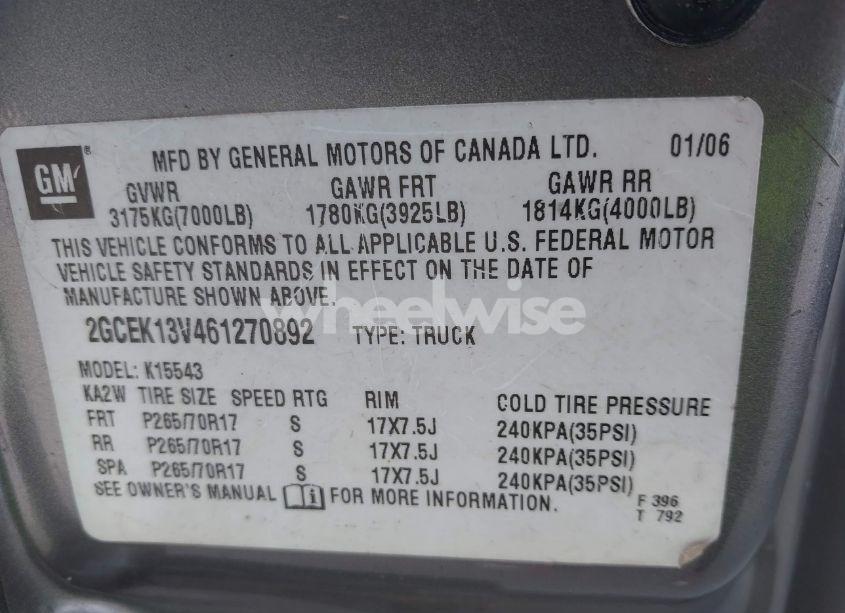 GM ®
MFD BY GENERAL MOTORS OF CANADA LTD. 01/06
GVWR GAWR FRT GAWR RR
3175KG(7000LB) 1780KG(3925LB) 1814KG(4000LB)
THIS VEHICLE CONFORMS TO ALL APPLICABLE U.S. FEDERAL MOTOR
VEHICLE SAFETY STANDARDS IN EFFECT ON THE DATE OF
MANUFACTURE SHOWN ABOVE.
wheelwise
2GCEK13V461270892 TYPE: TRUCK
MODEL: K15543
KA2W TIRE SIZE SPEED RTG RIM COLD TIRE PRESSURE
FRT P265/70R17 S 17X7.5J 240KPA(35PSI)
RR P265/70R17 S 17X7.5J 240KPA(35PSI)
SPA P265/70R17 S 17X7.5J 240KPA(35PSI)
SEE OWNER'S MANUAL i FOR MORE INFORMATION.
F 396
T 792